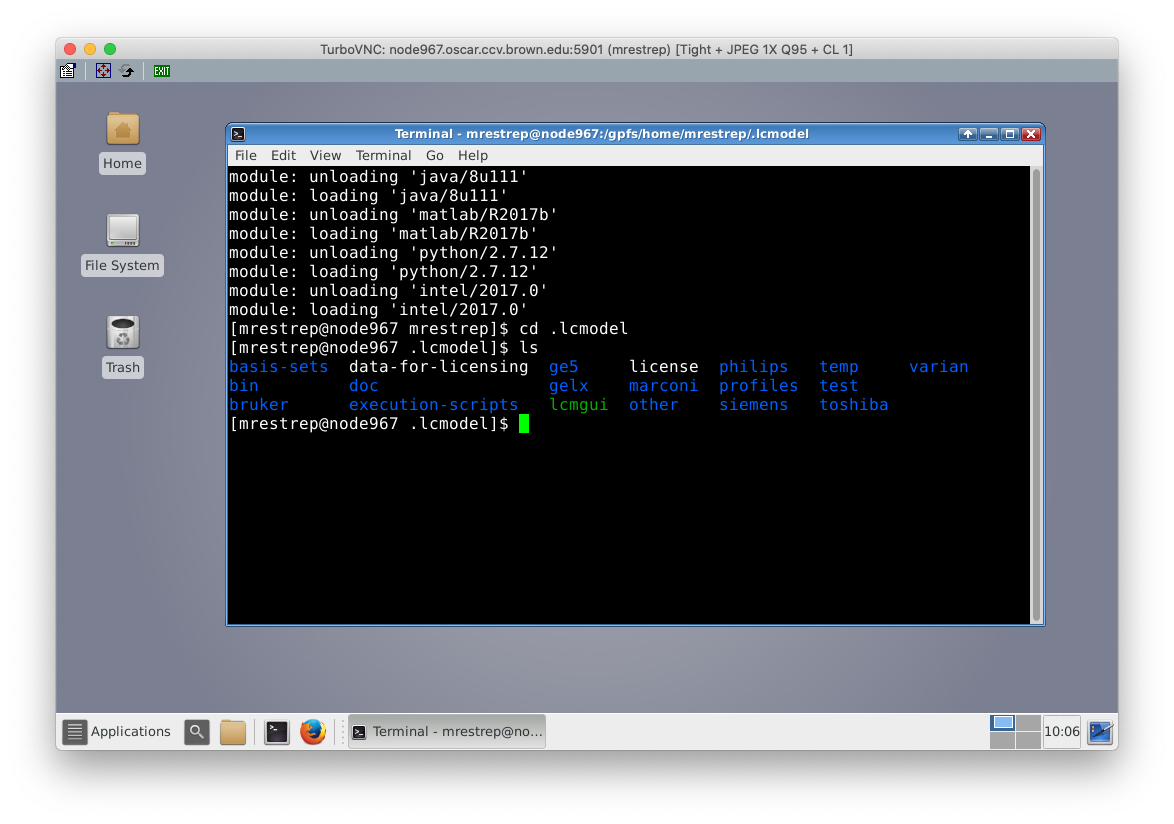 TurboVNC: node967.oscar.ccv.brown.edu:5901 (mrestrep) [Tight + JPEG 1X Q95 + CL 1]
EXIT
Home
File System
Trash
Terminal - mrestrep@node967:/gpfs/home/mrestrep/.lcmodel
File Edit View Terminal Go Help
module: unloading 'java/8u111'
module: loading 'java/8u111'
module: unloading 'matlab/R2017b'
module: loading 'matlab/R2017b'
module: unloading 'python/2.7.12'
module: loading 'python/2.7.12'
module: unloading 'intel/2017.0'
module: loading 'intel/2017.0'
[mrestrep@node967 mrestrep]$ cd .lcmodel
[mrestrep@node967 .lcmodel]$ ls
basis-sets data-for-licensing ge5 license philips temp varian
bin doc gelx marconi profiles test
bruker execution-scripts lcmgui other siemens toshiba
[mrestrep@node967 .lcmodel]$
Applications
Terminal - mrestrep@no...
10:06